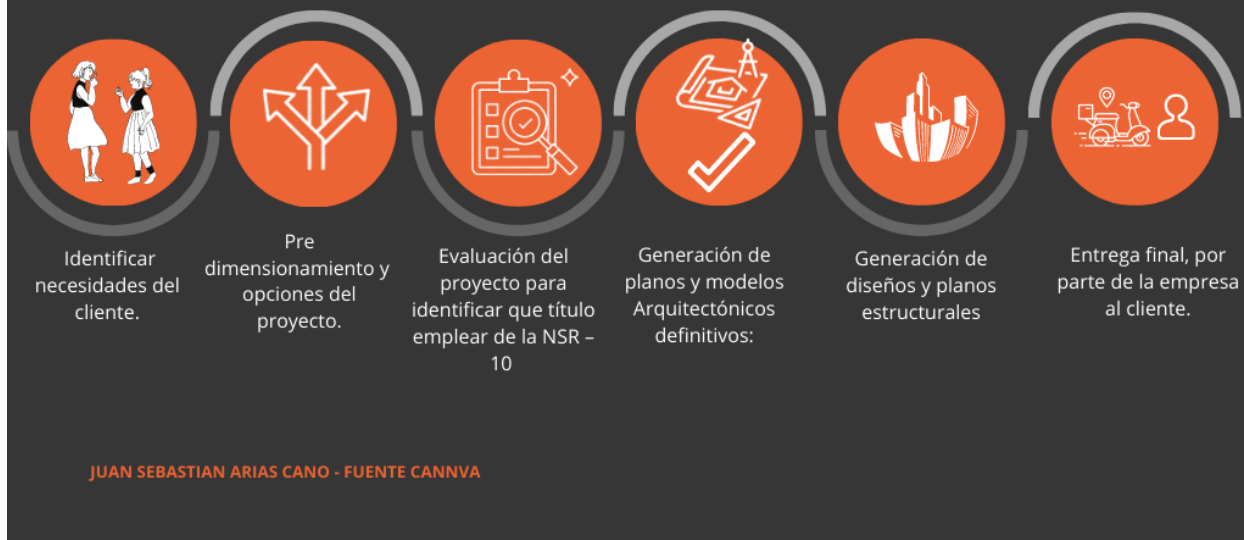 Identificar
necesidades del
cliente.
Pre
dimensionamiento y
opciones del
proyecto.
Evaluación del
proyecto para
identificar que título
emplear de la NSR –
10
Generación de
planos y modelos
Arquitectónicos
definitivos:
Generación de
diseños y planos
estructurales
Entrega final, por
parte de la empresa
al cliente.
JUAN SEBASTIAN ARIAS CANO - FUENTE CANNVA